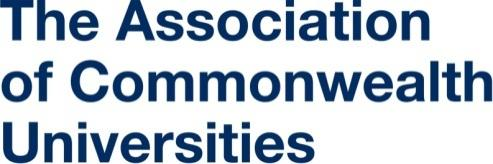 The Association
of Commonwealth
Universities